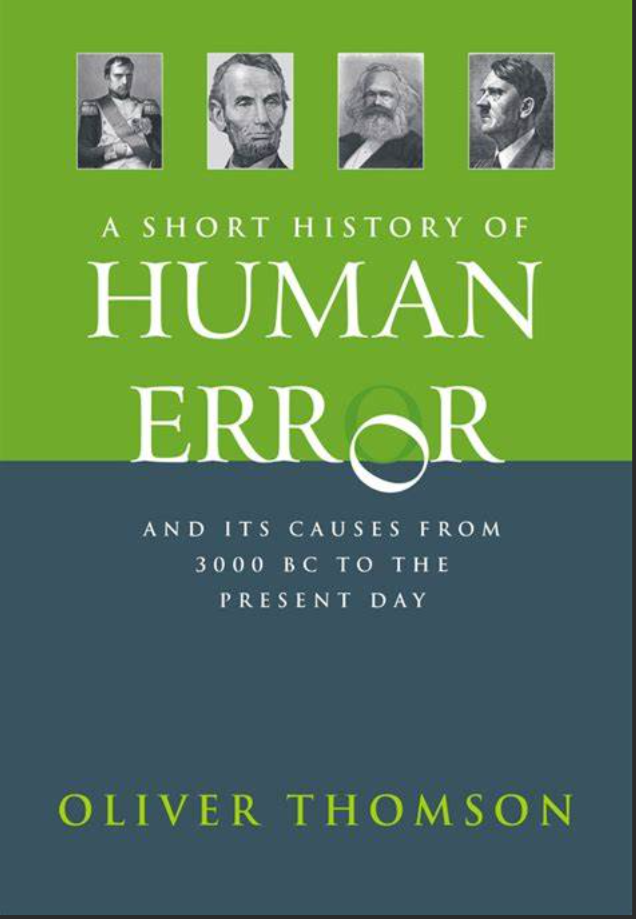 A SHORT HISTORY OF
HUMAN
ERROR
AND ITS CAUSES FROM
3000 BC TO THE
PRESENT DAY
OLIVER THOMSON